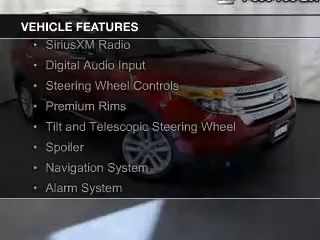 VEHICLE FEATURES
• SiriusXM Radio
• Digital Audio Input
• Steering Wheel Controls
• Premium Rims
• Tilt and Telescopic Steering Wheel
• Spoiler
• Navigation System
• Alarm System